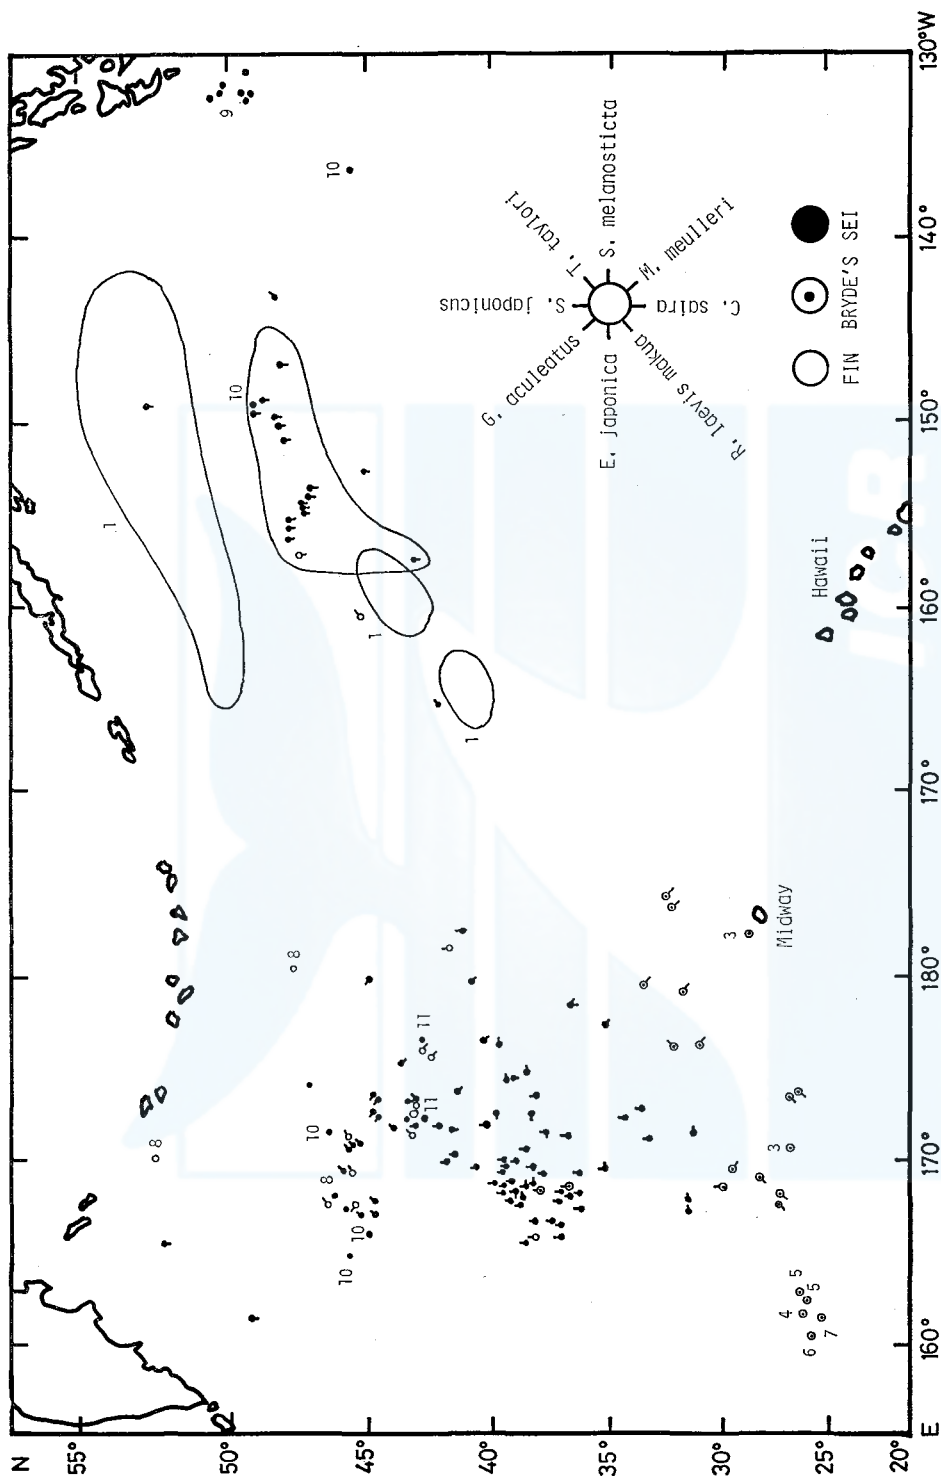 N
55°
50°
45°
40°
35°
30°
25°
20°
E
160°
170°
180°
170°
160°
150°
140°
130°W
9
10
10
1
1
1
8
8
8
11
11
10
10
10
3
3
4
5
5
6
7
Hawaii
Midway
S. japonicus
T. taylori
S. melanosticta
M. meulleri
C. saira
R. laevis makua
E. japonica
G. aculeatus
FIN BRYDE'S SEI
ICR